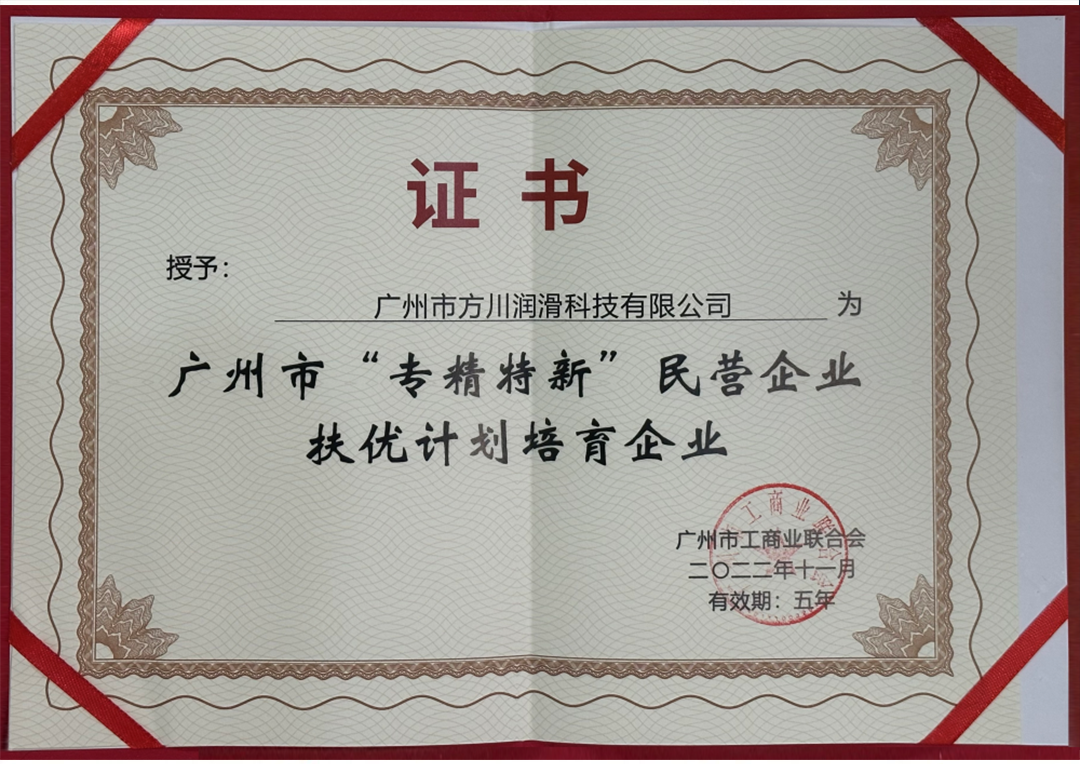 证书
授予：
广州市方川润滑科技有限公司 为
广州市“专精特新”民营企业
扶优计划培育企业
广州市工商业联合会
二〇二二年十一月
有效期：五年